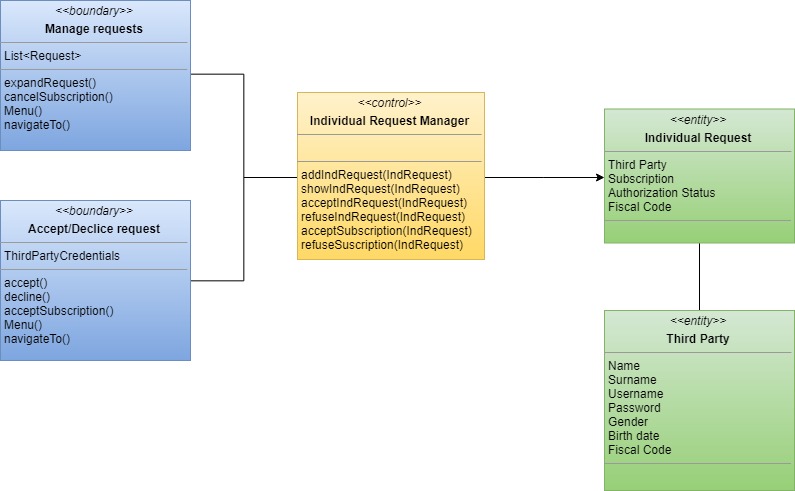 <<boundary>>
Manage requests
List<Request>
expandRequest()
cancelSubscription()
Menu()
navigateTo()
<<boundary>>
Accept/Declice request
ThirdPartyCredentials
accept()
decline()
acceptSubscription()
Menu()
navigateTo()
<<control>>
Individual Request Manager
addIndRequest(IndRequest)
showIndRequest(IndRequest)
acceptIndRequest(IndRequest)
refuseIndRequest(IndRequest)
acceptSubscription(IndRequest)
refuseSuscription(IndRequest)
<<entity>>
Individual Request
Third Party
Subscription
Authorization Status
Fiscal Code
<<entity>>
Third Party
Name
Surname
Username
Password
Gender
Birth date
Fiscal Code